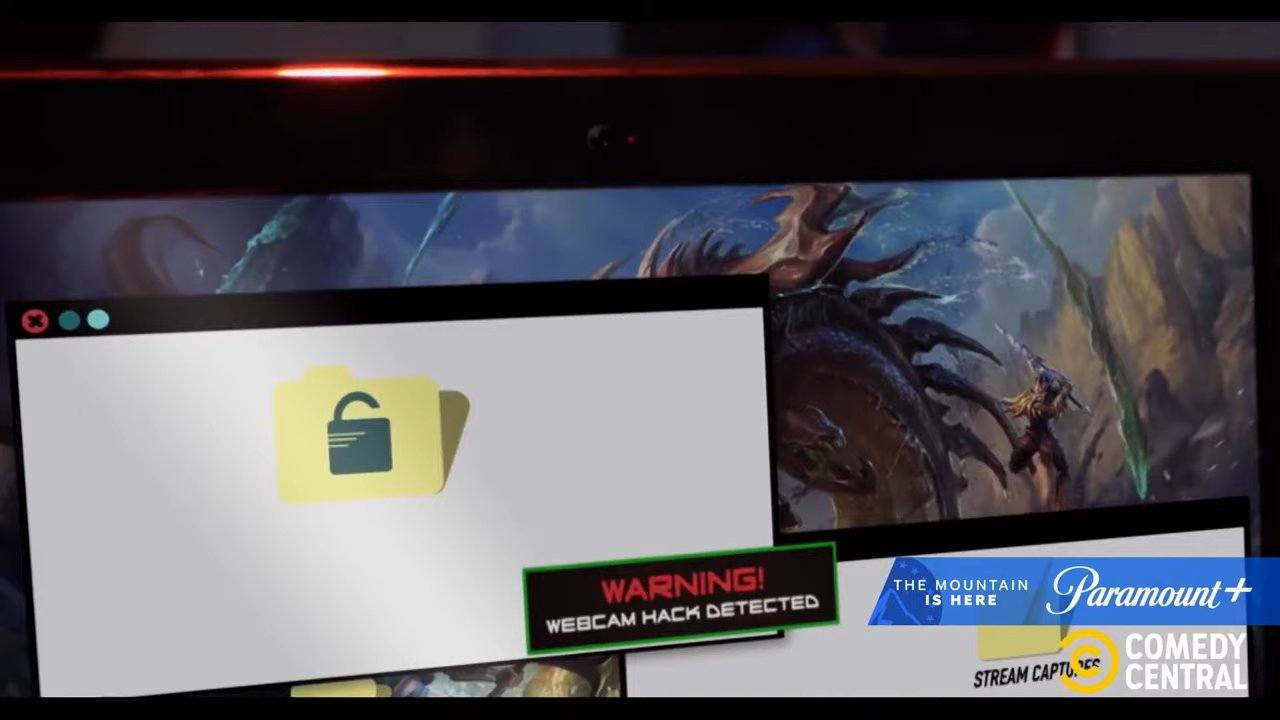 WARNING!
WEBCAM HACK DETECTED
THE MOUNTAIN
IS HERE
Paramount+
STREAM CAPTURES
COMEDY
CENTRAL